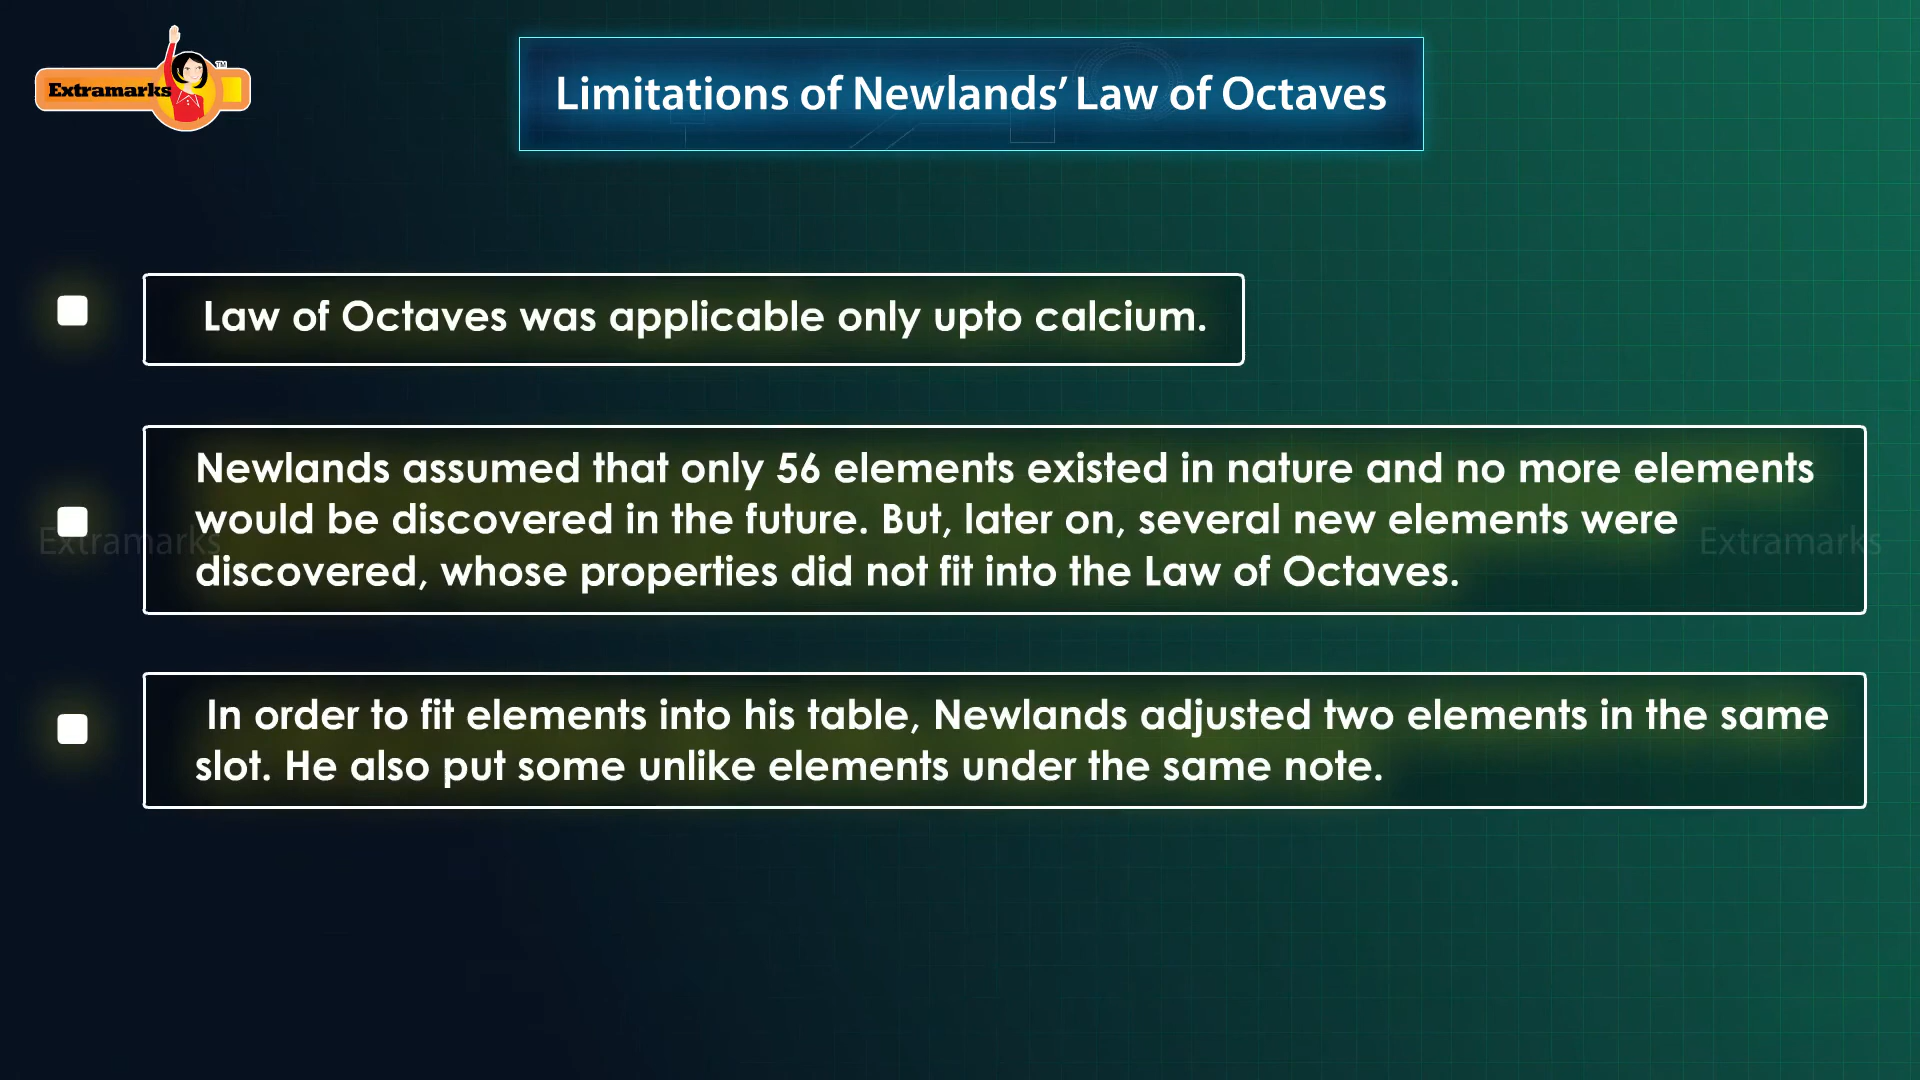 Extramarks TM
Limitations of Newlands’ Law of Octaves
Law of Octaves was applicable only upto calcium.
Newlands assumed that only 56 elements existed in nature and no more elements
would be discovered in the future. But, later on, several new elements were
discovered, whose properties did not fit into the Law of Octaves.
Extramarks
Extramarks
In order to fit elements into his table, Newlands adjusted two elements in the same
slot. He also put some unlike elements under the same note.